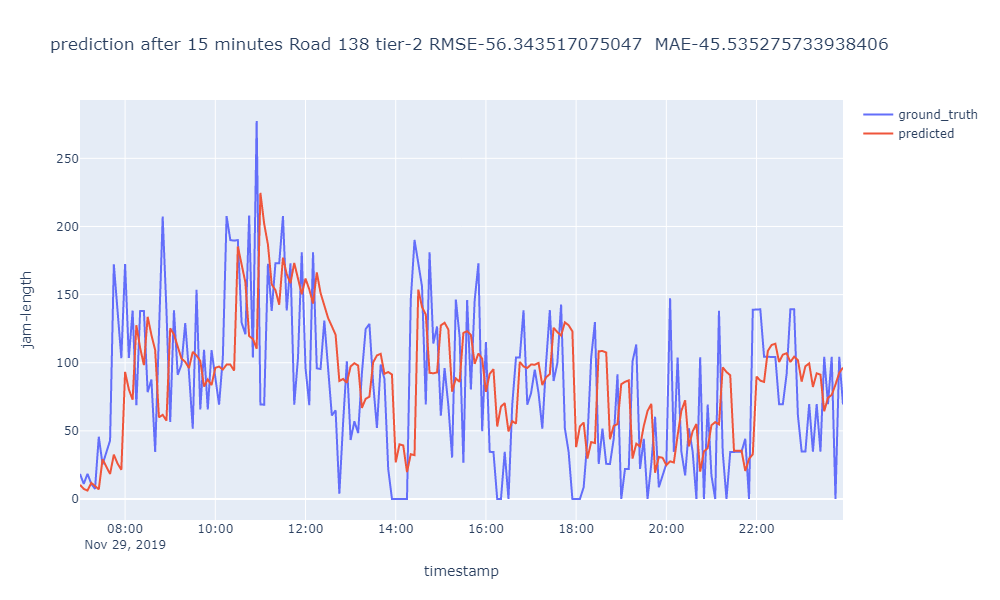 prediction after 15 minutes Road 138 tier-2 RMSE-56.343517075047  MAE-45.535275733938406
ground_truth
predicted
250
200
150
100
50
0
jam-length
08:00 10:00 12:00 14:00 16:00 18:00 20:00 22:00
Nov 29, 2019
timestamp